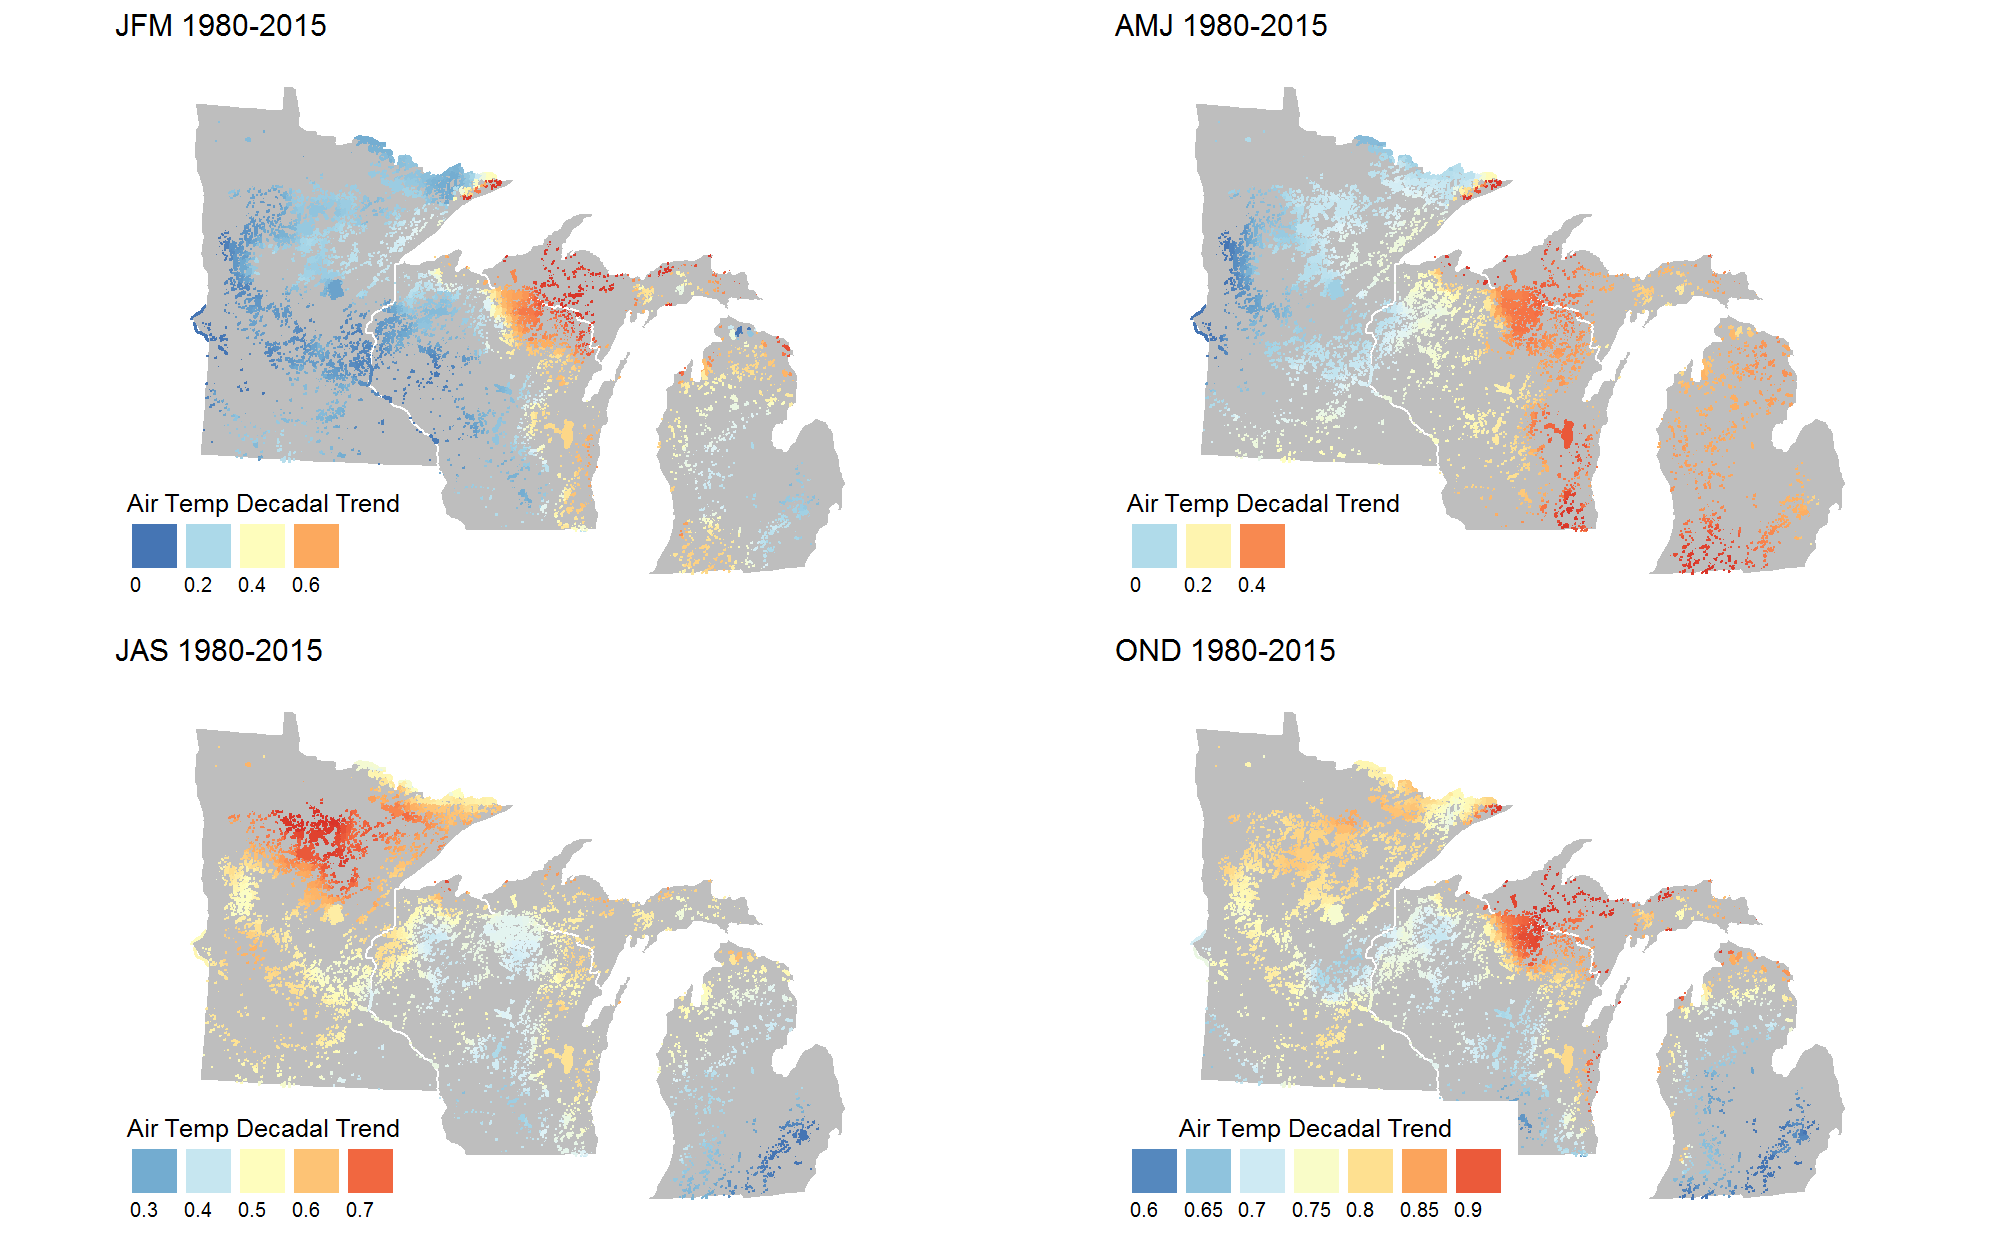 JFM 1980-2015
Air Temp Decadal Trend
0 0.2 0.4 0.6
AMJ 1980-2015
Air Temp Decadal Trend
0 0.2 0.4
JAS 1980-2015
Air Temp Decadal Trend
0.3 0.4 0.5 0.6 0.7
OND 1980-2015
Air Temp Decadal Trend
0.6 0.65 0.7 0.75 0.8 0.85 0.9